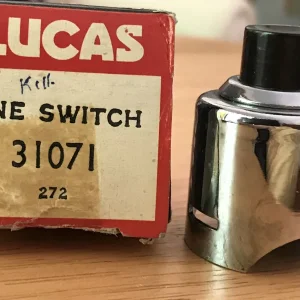 LUCAS
Kill
NE SWITCH
31071
272